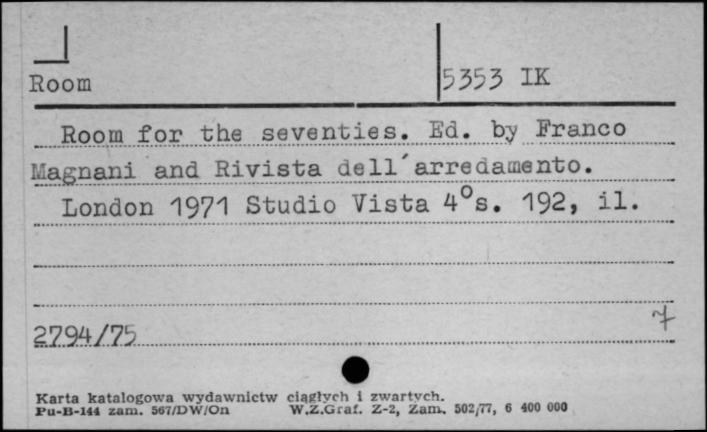 Room
5353 IK
Room for the seventies. Ed. by Franco
Magnani and Rivista dell'arredamento.
London 1971 Studio Vista 4°s. 192, il.
2794/75
7
Karta katalogowa wydawnictw ciągłych i zwartych.
Pu-B-144 zam. 567/DW/On W.Z.Graf. Z-2, Zam. 502/77, 6 400 000